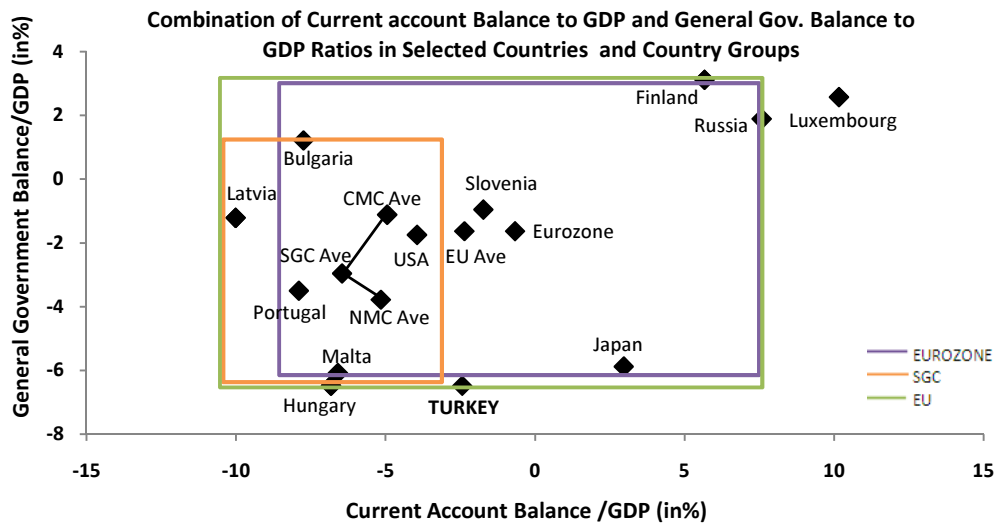 Combination of Current account Balance to GDP and General Gov. Balance to
GDP Ratios in Selected Countries and Country Groups
General Government Balance/GDP (in%)
4
2
0
-2
-4
-6
-8
Finland
Russia
Luxembourg
Bulgaria
Latvia
CMC Ave
Slovenia
USA
EU Ave
Eurozone
SGC Ave
Portugal
NMC Ave
Malta
Japan
Hungary
TURKEY
EUROZONE
SGC
EU
-15
-10
-5
0
5
10
15
Current Account Balance /GDP (in%)